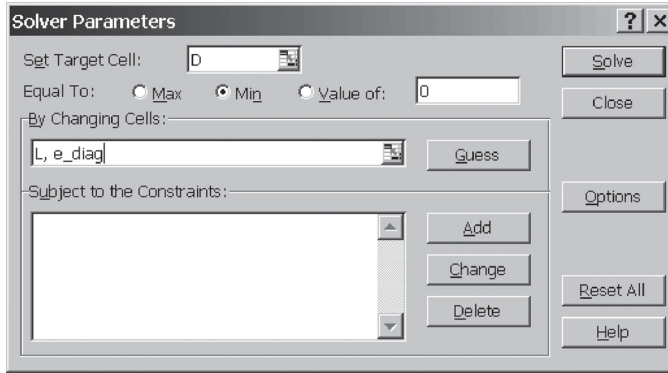 Solver Parameters
? ×
Set Target Cell: D
Solve
Equal To: Max Min Value of: 0
Close
By Changing Cells:
L, e_diag
Guess
Subject to the Constraints:
Options
Add
Change
Reset All
Delete
Help